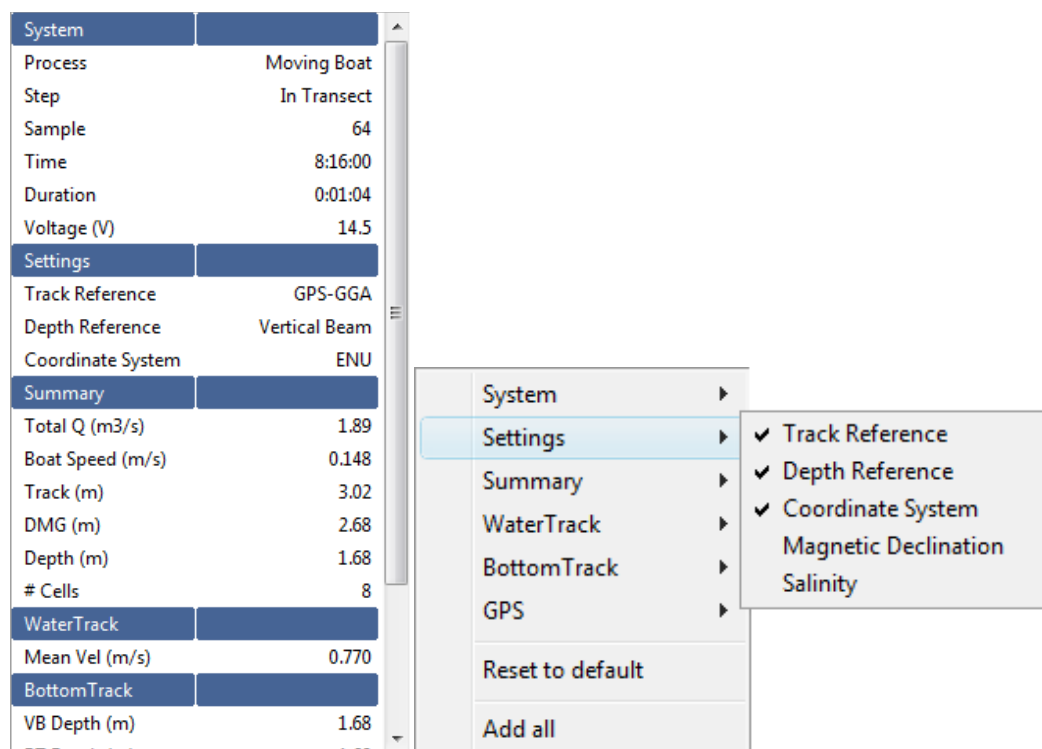 System
Process Moving Boat
Step In Transect
Sample 64
Time 8:16:00
Duration 0:01:04
Voltage (V) 14.5
Settings
Track Reference GPS-GGA
Depth Reference Vertical Beam
Coordinate System ENU
Summary
Total Q (m3/s) 1.89
Boat Speed (m/s) 0.148
Track (m) 3.02
DMG (m) 2.68
Depth (m) 1.68
# Cells 8
WaterTrack
Mean Vel (m/s) 0.770
BottomTrack
VB Depth (m) 1.68
System
Settings
Summary
WaterTrack
BottomTrack
GPS
Reset to default
Add all
Track Reference
Depth Reference
Coordinate System
Magnetic Declination
Salinity